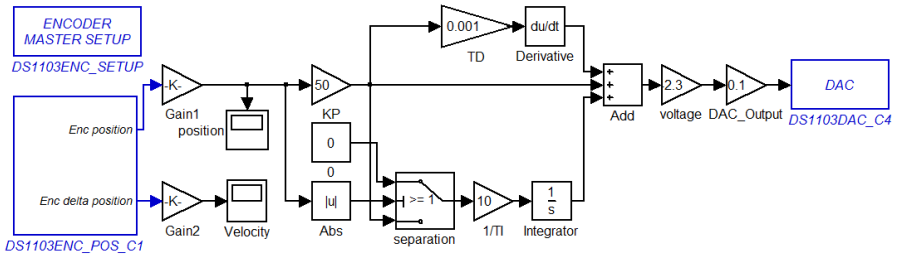 ENCODER
MASTER SETUP
DS1103ENC_SETUP
0.001
TD
du/dt
Derivative
Enc position
-K-
Gain1
position
50
KP
+
+
+
Add
2.3
voltage
0.1
DAC_Output
DAC
DS1103DAC_C4
0
0
Enc delta position
-K-
Gain2
Velocity
|u|
Abs
>= 1
separation
10
1/TI
1
s
Integrator
DS1103ENC_POS_C1